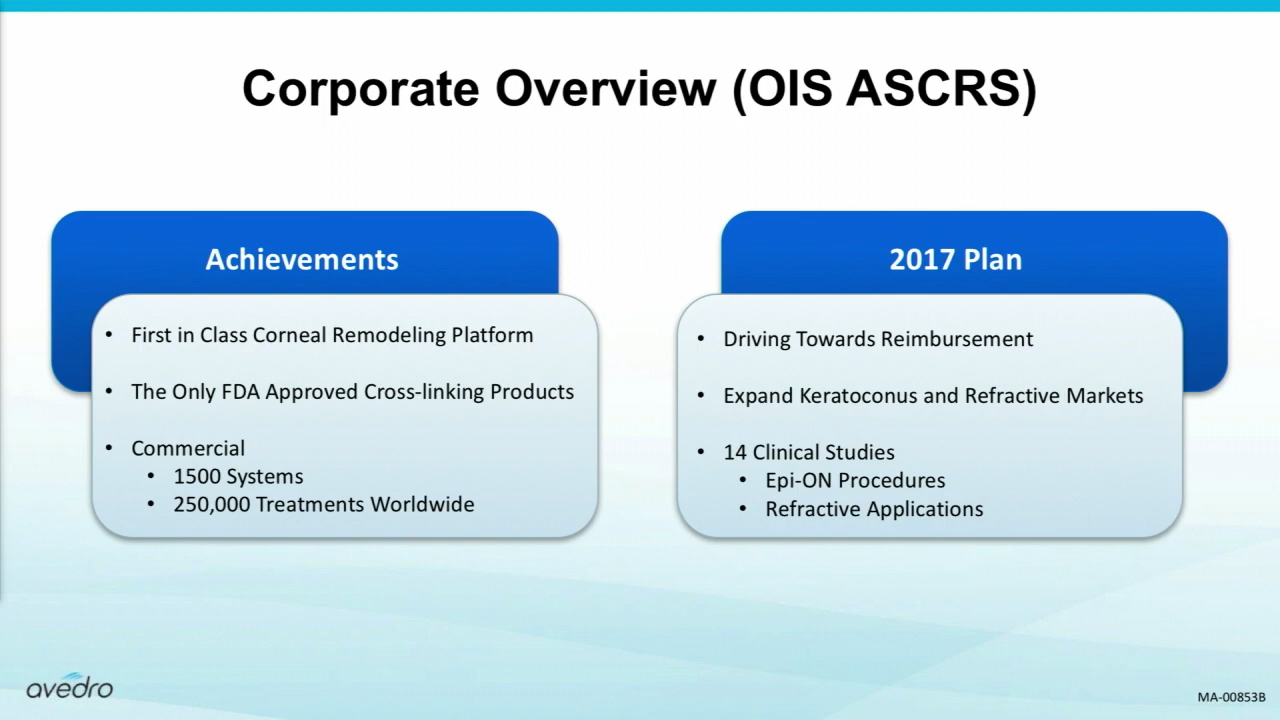 Corporate Overview (OIS ASCRS)
Achievements
• First in Class Corneal Remodeling Platform
• The Only FDA Approved Cross-linking Products
• Commercial
• 1500 Systems
• 250,000 Treatments Worldwide
2017 Plan
• Driving Towards Reimbursement
• Expand Keratoconus and Refractive Markets
• 14 Clinical Studies
• Epi-ON Procedures
• Refractive Applications
avedro
MA-00853B